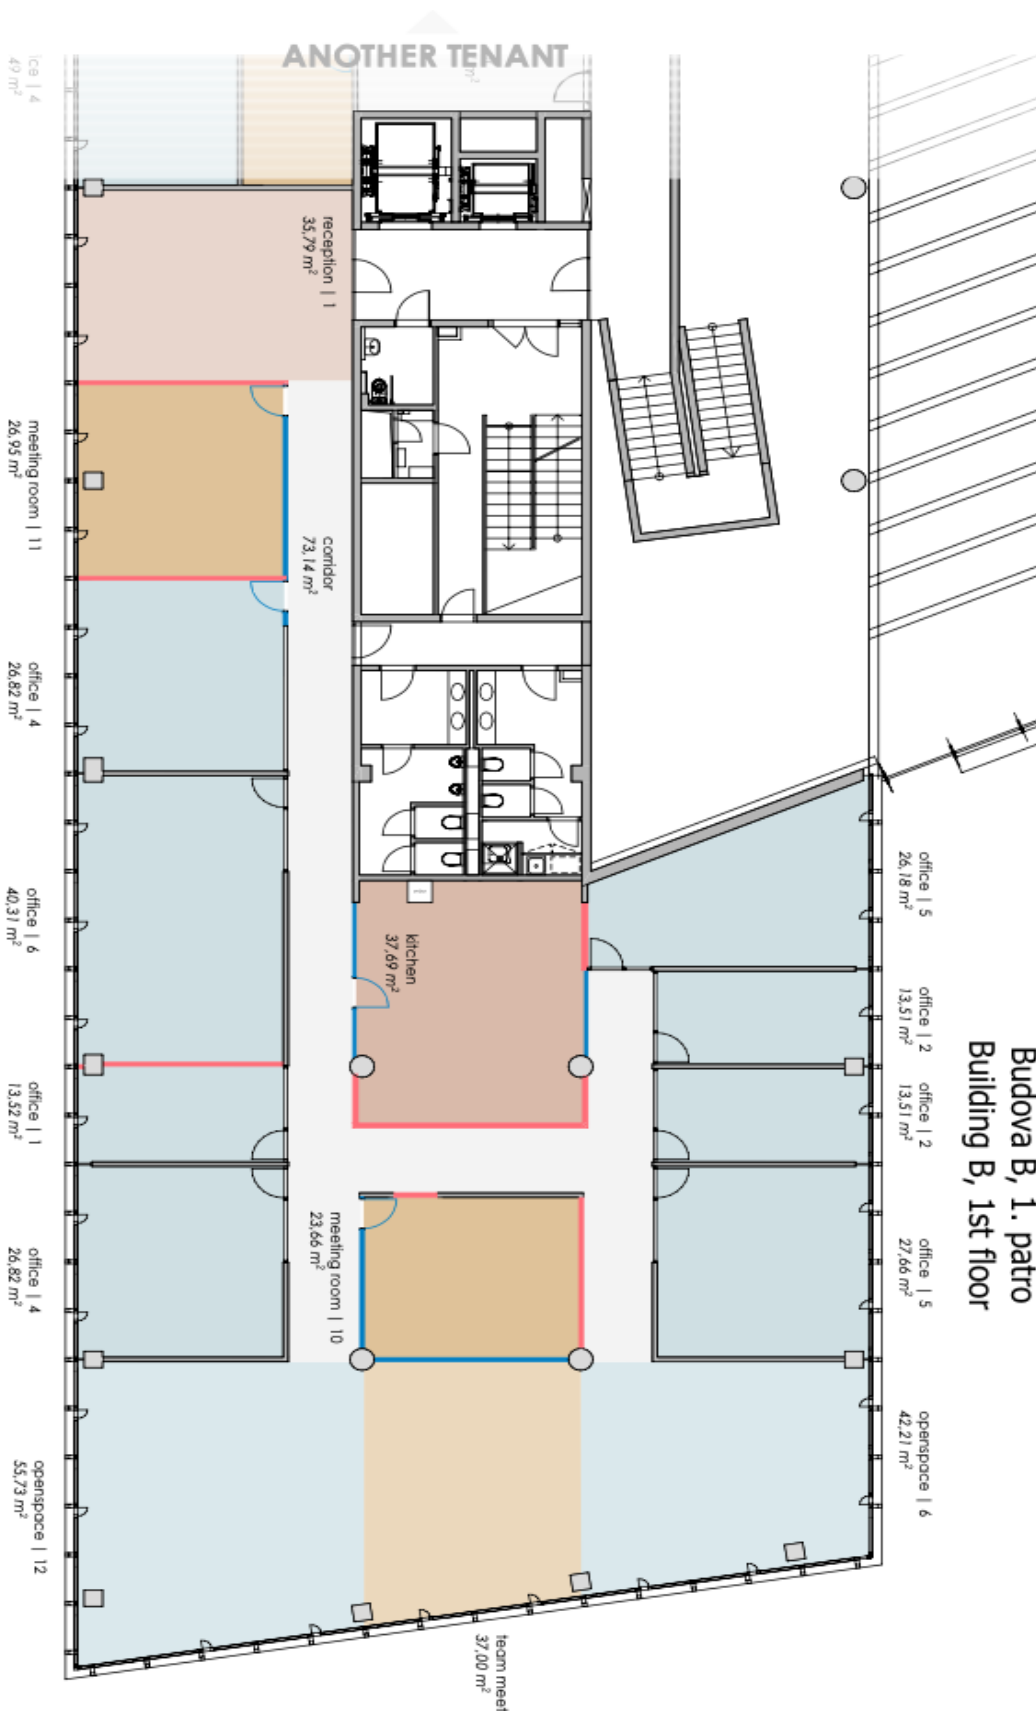 ANOTHER TENANT
reception | 1
35,79 m²
meeting room | 11
26,95 m²
corridor
73,14 m²
office | 4
26,82 m²
office | 6
40,31 m²
kitchen
37,69 m²
office | 1
13,52 m²
office | 4
26,82 m²
meeting room | 10
23,66 m²
openspace | 12
55,73 m²
team meet
37,00 m²
office | 5
26,18 m²
office | 2
13,51 m²
office | 2
13,51 m²
office | 5
27,66 m²
openspace | 6
42,21 m²
Budova B, 1. patro
Building B, 1st floor